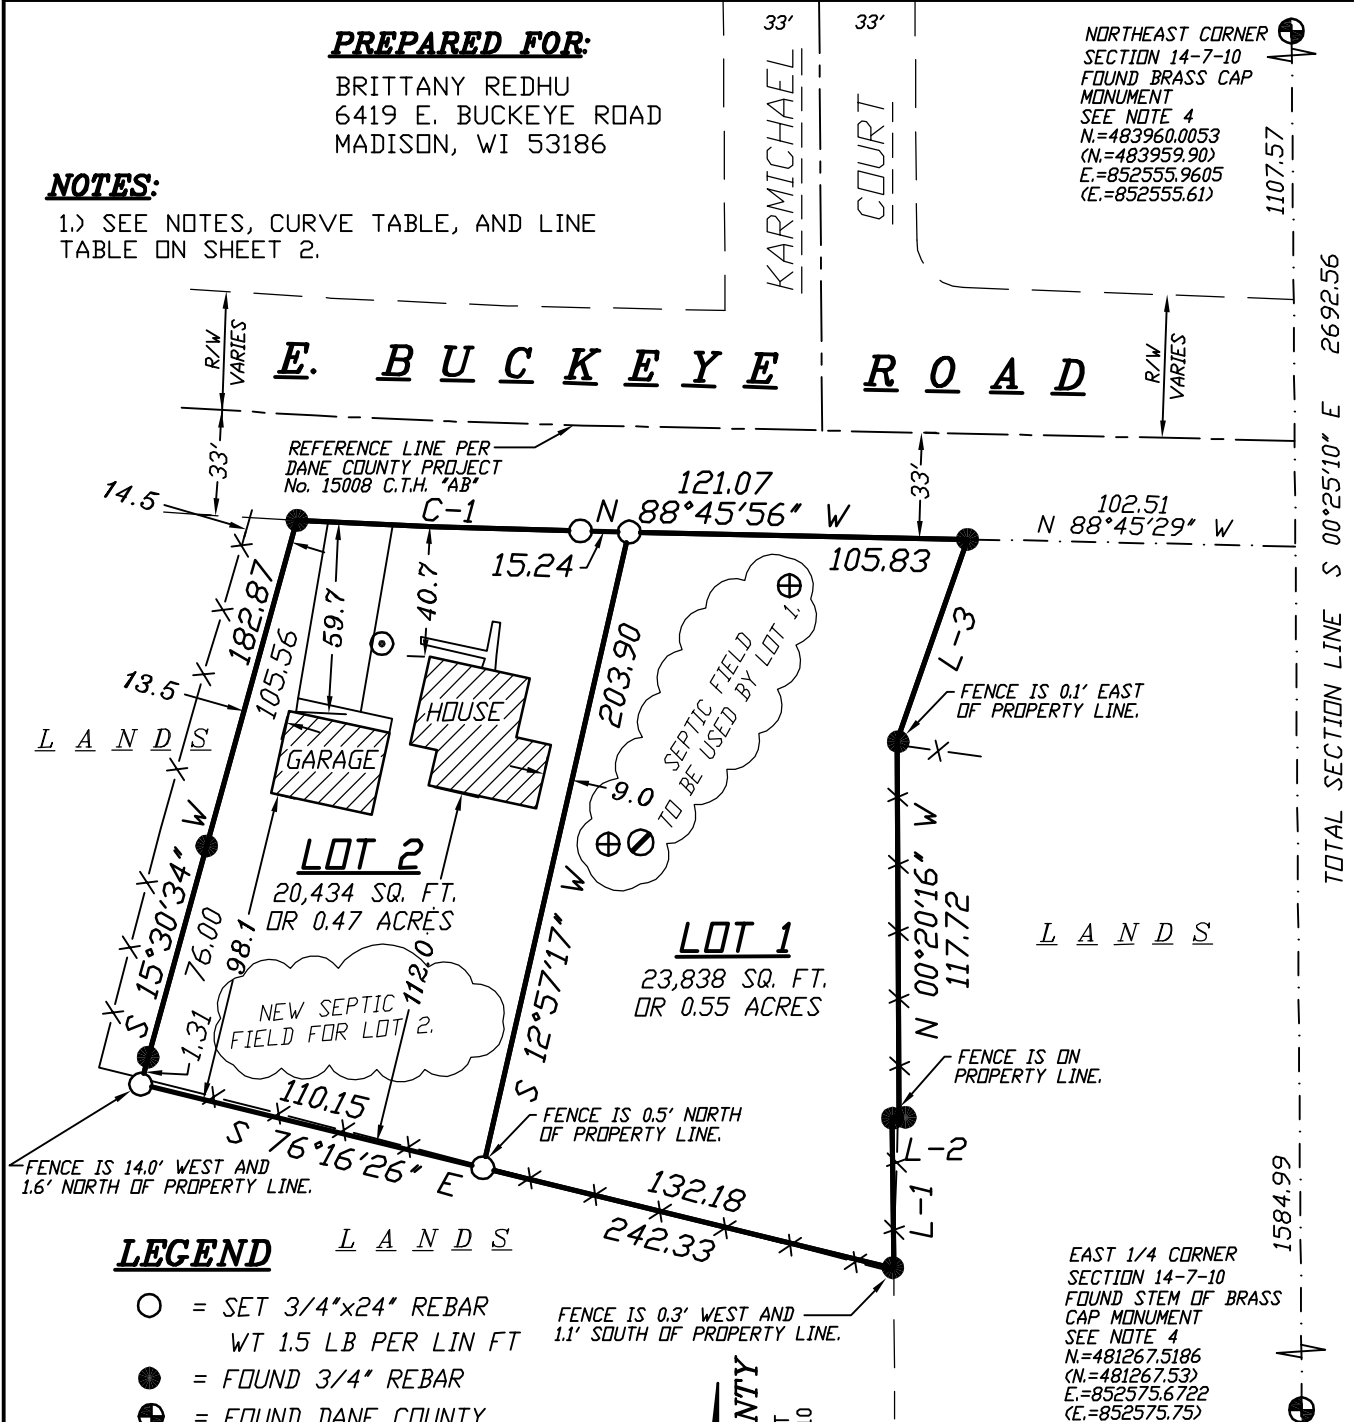 PREPARED FOR:
BRITTANY REDHU
6419 E. BUCKEYE ROAD
MADISON, WI 53186
NOTES:
1.) SEE NOTES, CURVE TABLE, AND LINE
TABLE ON SHEET 2.
33'
33'
KARMICHAEL
COURT
NORTHEAST CORNER
SECTION 14-7-10
FOUND BRASS CAP
MONUMENT
SEE NOTE 4
N.=483960.0053
(N.=483959.90)
E.=852555.9605
(E.=852555.61)
1107.57
TOTAL SECTION LINE S 00°25'10" E 2692.56
R/W
VARIES
E. BUCKEYE ROAD
R/W
VARIES
REFERENCE LINE PER
DANE COUNTY PROJECT
No. 15008 C.T.H. "AB"
33'
33'
14.5
C-1
121.07
N 88°45'56" W
15.24
105.83
102.51
N 88°45'29" W
182.87
105.56
59.7
40.7
13.5
203.90
SEPTIC FIELD
TO BE USED BY LOT 1.
L-3
FENCE IS 0.1' EAST
OF PROPERTY LINE.
X
HOUSE
GARAGE
LANDS
9.0
LOT 2
20,434 SQ. FT.
OR 0.47 ACRES
S 15°30'34" W
76.00
98.1
112.0
1.31
NEW SEPTIC
FIELD FOR LOT 2.
S 12°57'17" W
LOT 1
23,838 SQ. FT.
OR 0.55 ACRES
N 00°20'16" W
117.72
LANDS
FENCE IS ON
PROPERTY LINE.
L-2
L-1
110.15
S 76°16'26" E
FENCE IS 0.5' NORTH
OF PROPERTY LINE.
132.18
242.33
FENCE IS 14.0' WEST AND
1.6' NORTH OF PROPERTY LINE.
LANDS
1584.99
LEGEND
= SET 3/4"x24" REBAR
WT 1.5 LB PER LIN FT
= FOUND 3/4" REBAR
= FOUND DANE COUNTY
FENCE IS 0.3' WEST AND
1.1' SOUTH OF PROPERTY LINE.
EAST 1/4 CORNER
SECTION 14-7-10
FOUND STEM OF BRASS
CAP MONUMENT
SEE NOTE 4
N.=481267.5186
(N.=481267.53)
E.=852575.6722
(E.=852575.75)